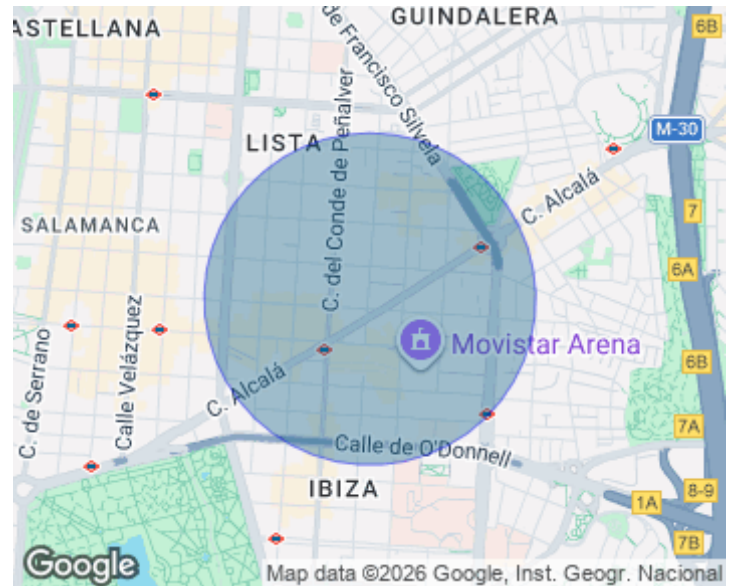 GUINDALERA
6B
ASTELLANA
de Francisco Silvela
M-30
LISTA
C. del Conde de Peñalver
C. Alcalá
7
SALAMANCA
6A
Calle Velázquez
C. de Serrano
Movistar Arena
6B
C. Alcalá
7A
Calle de O'Donnell
IBIZA
8-9
1A
7B
Google
Map data ©2026 Google, Inst. Geogr. Nacional